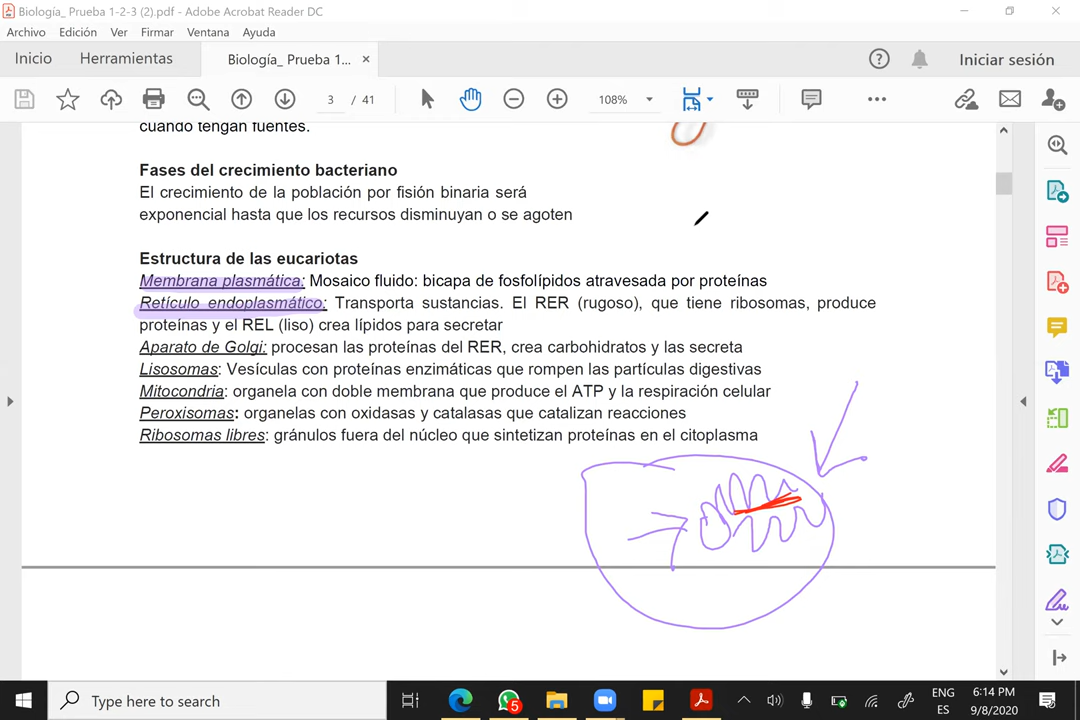 Biología_ Prueba 1-2-3 (2).pdf - Adobe Acrobat Reader DC
Archivo Edición Ver Firmar Ventana Ayuda
Inicio Herramientas Biología_ Prueba 1... × Iniciar sesión
3 / 41 108%
cuando tengan fuentes.
Fases del crecimiento bacteriano
El crecimiento de la población por fisión binaria será
exponencial hasta que los recursos disminuyan o se agoten
Estructura de las eucariotas
Membrana plasmática: Mosaico fluido: bicapa de fosfolípidos atravesada por proteínas
Retículo endoplasmático: Transporta sustancias. El RER (rugoso), que tiene ribosomas, produce
proteínas y el REL (liso) crea lípidos para secretar
Aparato de Golgi: procesan las proteínas del RER, crea carbohidratos y las secreta
Lisosomas: Vesículas con proteínas enzimáticas que rompen las partículas digestivas
Mitocondria: organela con doble membrana que produce el ATP y la respiración celular
Peroxisomas: organelas con oxidasas y catalasas que catalizan reacciones
Ribosomas libres: gránulos fuera del núcleo que sintetizan proteínas en el citoplasma
Type here to search
5
ENG
ES
6:14 PM
9/8/2020